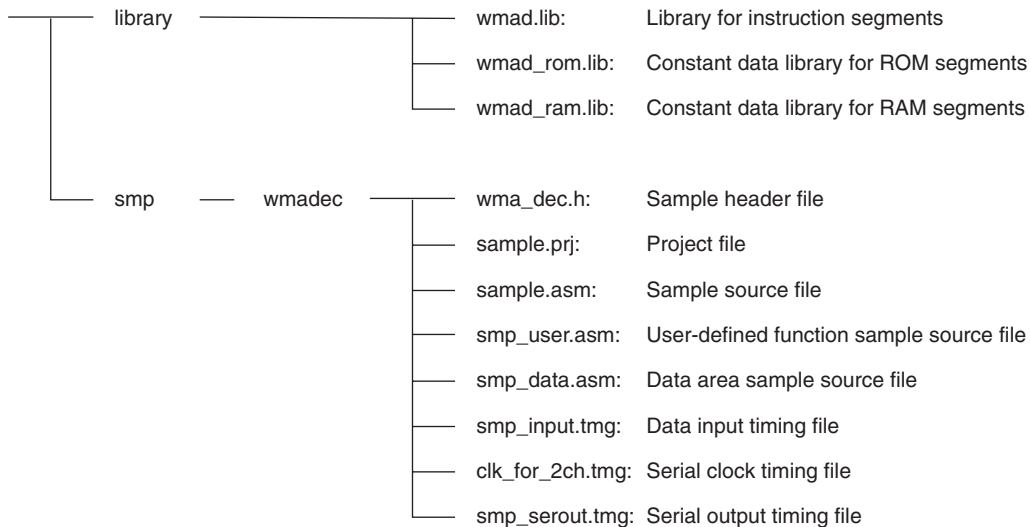 library wmad.lib: Library for instruction segments
wmad_rom.lib: Constant data library for ROM segments
wmad_ram.lib: Constant data library for RAM segments
smp wmadec wma_dec.h: Sample header file
sample.prj: Project file
sample.asm: Sample source file
smp_user.asm: User-defined function sample source file
smp_data.asm: Data area sample source file
smp_input.tmg: Data input timing file
clk_for_2ch.tmg: Serial clock timing file
smp_serout.tmg: Serial output timing file